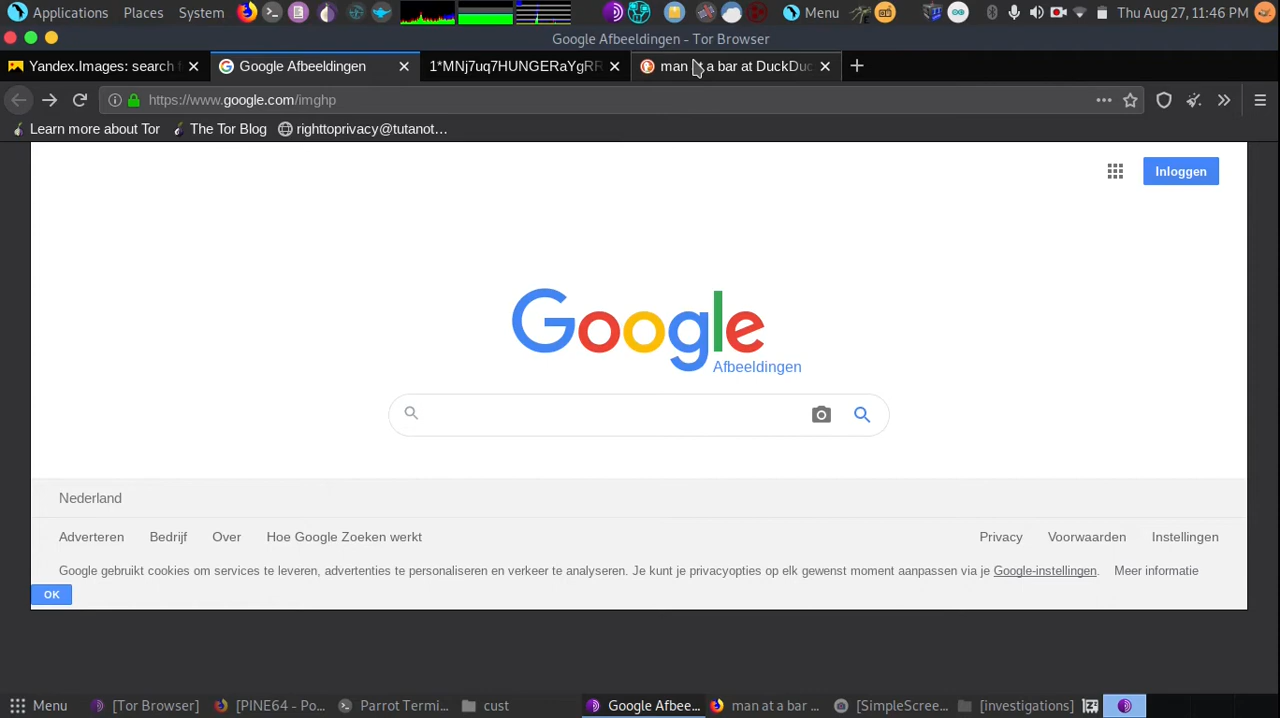 Applications Places System Menu Thu Aug 27, 11:46 PM
Google Afbeeldingen - Tor Browser
Yandex.Images: search f Google Afbeeldingen 1*MNj7uq7HUNGERaYgRR man at a bar at DuckDuc
https://www.google.com/imghp
Learn more about Tor The Tor Blog righttoprivacy@tutanot…
Inloggen
Google
Afbeeldingen
Nederland
Adverteren Bedrijf Over Hoe Google Zoeken werkt Privacy Voorwaarden Instellingen
Google gebruikt cookies om services te leveren, advertenties te personaliseren en verkeer te analyseren. Je kunt je privacyopties op elk gewenst moment aanpassen via je Google-instellingen. Meer informatie
OK
Menu [Tor Browser] [PINE64 - Po... Parrot Termi... cust Google Afbee... man at a bar ... [SimpleScree... [investigations]